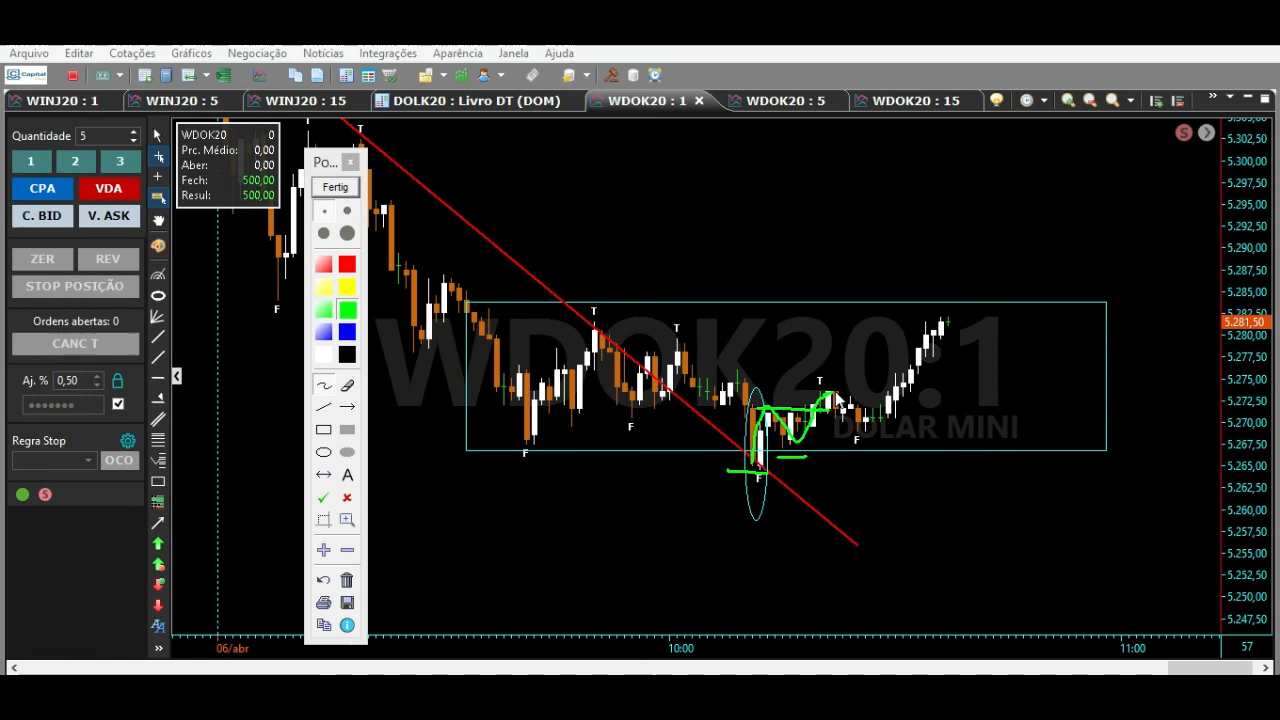 Arquivo Editar Cotações Gráficos Negociação Notícias Integrações Aparência Janela Ajuda
Capital
WINJ20 : 1 WINJ20 : 5 WINJ20 : 15 DOLK20 : Livro DT (DOM) WDOK20 : 1 WDOK20 : 5 WDOK20 : 15
Quantidade 5
1 2 3
CPA VDA
C. BID V. ASK
ZER REV
STOP POSIÇÃO
Ordens abertas: 0
CANC T
Aj. % 0,50
Regra Stop
OCO
S
WDOK20 0
Prc. Médio: 0,00
Aber: 0,00
Fech: 500,00
Resul: 500,00
Po... x
Fertig
A
WDOK20:1
DOLAR MINI
T
F
T
F
T
F
T
F
T
F
S
5.302,50
5.300,00
5.297,50
5.295,00
5.292,50
5.290,00
5.287,50
5.285,00
5.281,50
5.280,00
5.277,50
5.275,00
5.272,50
5.270,00
5.267,50
5.265,00
5.262,50
5.260,00
5.257,50
5.255,00
5.252,50
5.250,00
5.247,50
06/abr 10:00 11:00 57